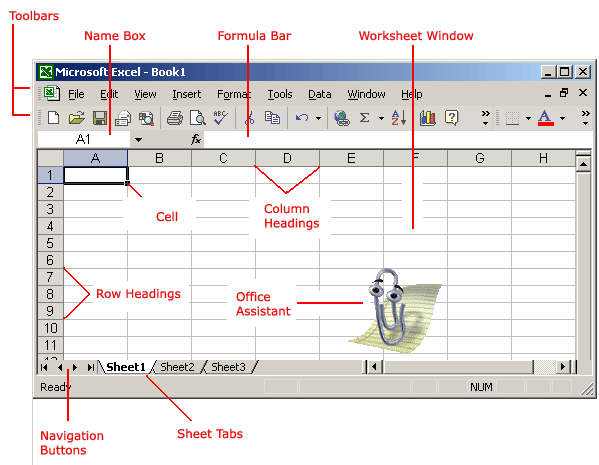 Toolbars
Name Box Formula Bar Worksheet Window
Microsoft Excel - Book1
File Edit View Insert Format Tools Data Window Help
ABC Σ A Z A
A1 fx
A B C D E F G H
1
2
3
4
5
6
7
8
9
10
11
Cell
Column
Headings
Row Headings
Office
Assistant
Sheet1 Sheet2 Sheet3
Ready NUM
Navigation
Buttons
Sheet Tabs